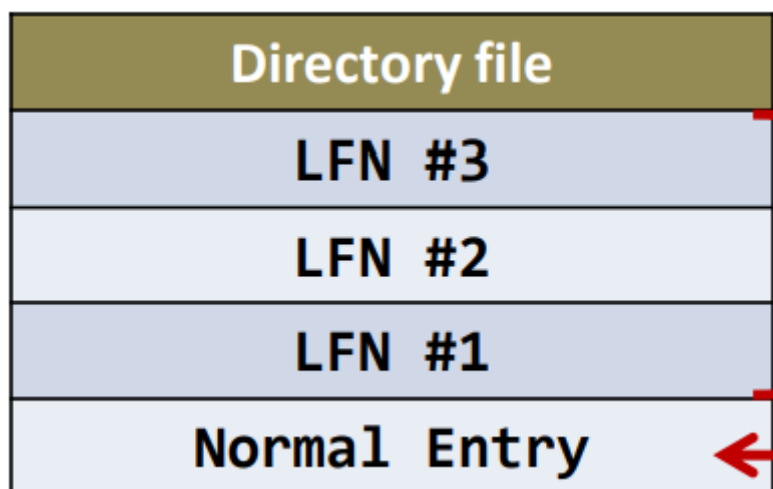 Directory file
LFN #3
LFN #2
LFN #1
Normal Entry